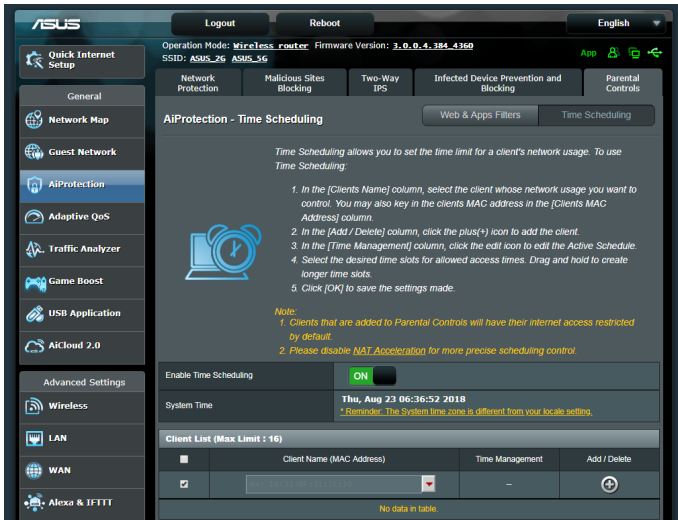 ASUS
Logout
Reboot
English
Quick Internet
Setup
Operation Mode: Wireless router Firmware Version: 3.0.0.4.384_4360
SSID: ASUS_2G ASUS_5G
App
General
Network Map
Guest Network
AiProtection
Adaptive QoS
Traffic Analyzer
Game Boost
USB Application
AiCloud 2.0
Advanced Settings
Wireless
LAN
WAN
Alexa & IFTTT
Network
Protection
Malicious Sites
Blocking
Two-Way
IPS
Infected Device Prevention and
Blocking
Parental
Controls
AiProtection - Time Scheduling
Web & Apps Filters
Time Scheduling
Time Scheduling allows you to set the time limit for a client's network usage. To use
Time Scheduling:
1. In the [Clients Name] column, select the client whose network usage you want to
control. You may also key in the clients MAC address in the [Clients MAC
Address] column.
2. In the [Add / Delete] column, click the plus(+) icon to add the client.
3. In the [Time Management] column, click the edit icon to edit the Active Schedule.
4. Select the desired time slots for allowed access times. Drag and hold to create
longer time slots.
5. Click [OK] to save the settings made.
Note:
1. Clients that are added to Parental Controls will have their internet access restricted
by default.
2. Please disable NAT Acceleration for more precise scheduling control.
Enable Time Scheduling
ON
System Time
Thu, Aug 23 06:36:52 2018
* Reminder: The System time zone is different from your locale setting.
Client List (Max Limit : 16)
Client Name (MAC Address)
Time Management
Add / Delete
--
No data in table.